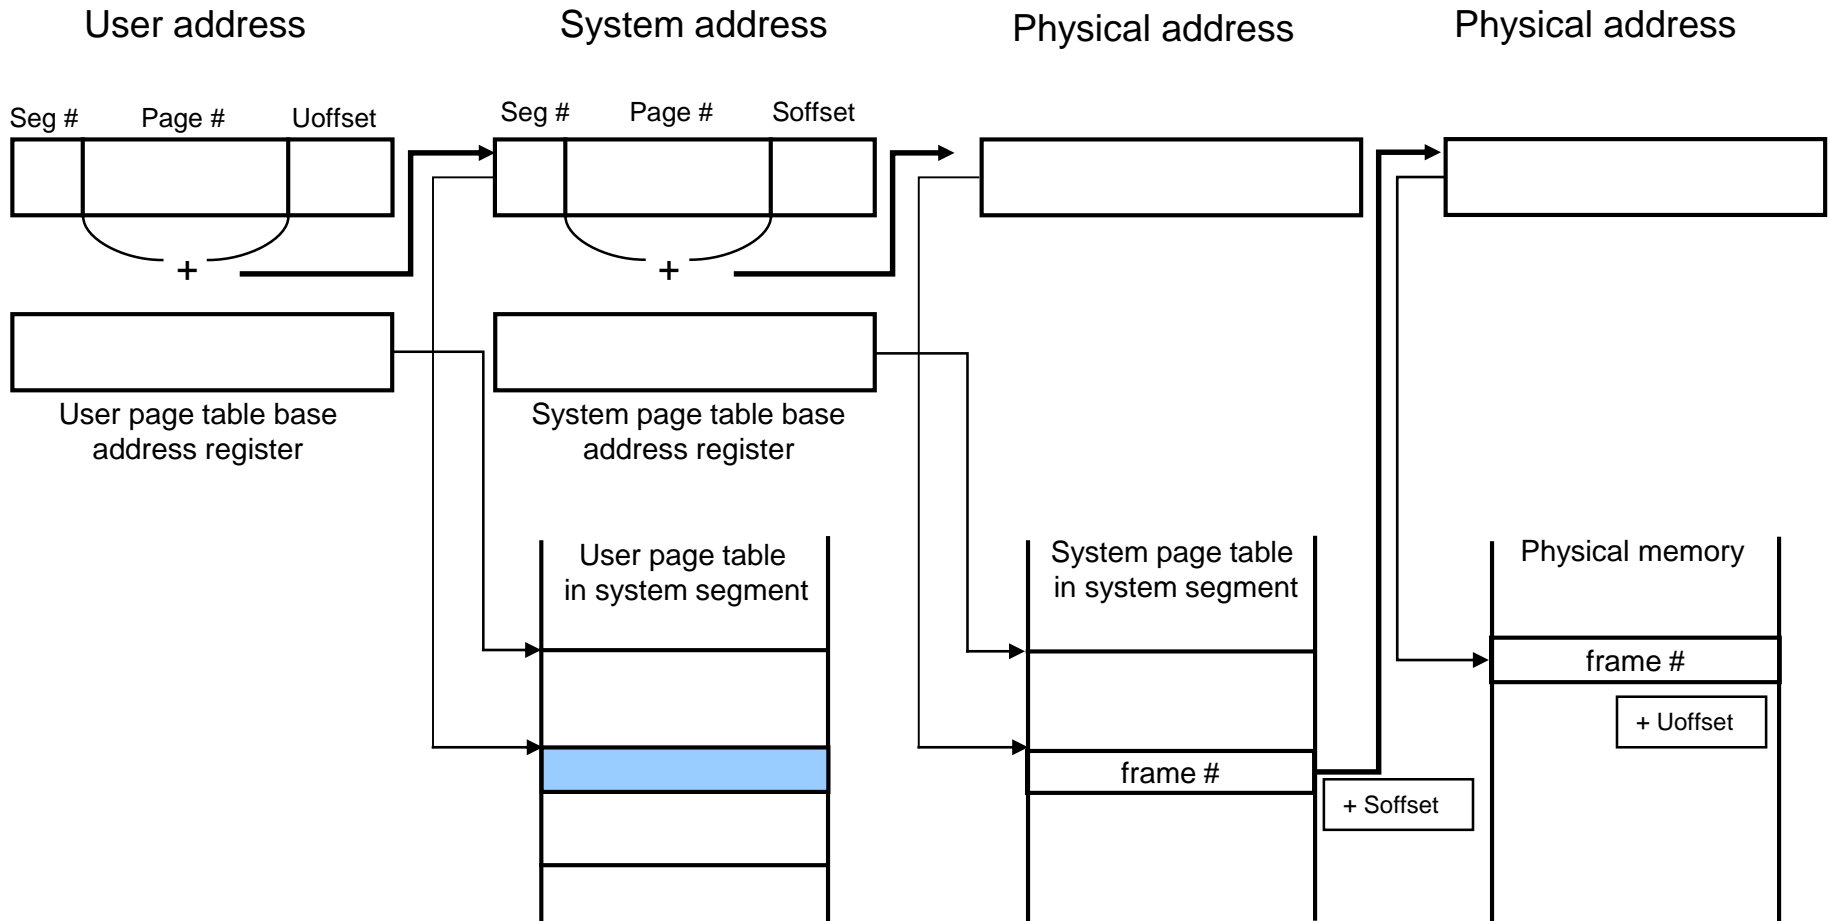 User address
System address
Physical address
Physical address
Seg #
Page #
Uoffset
Seg #
Page #
Soffset
+
+
User page table base
address register
System page table base
address register
User page table
in system segment
System page table
in system segment
Physical memory
frame #
+ Uoffset
frame #
+ Soffset